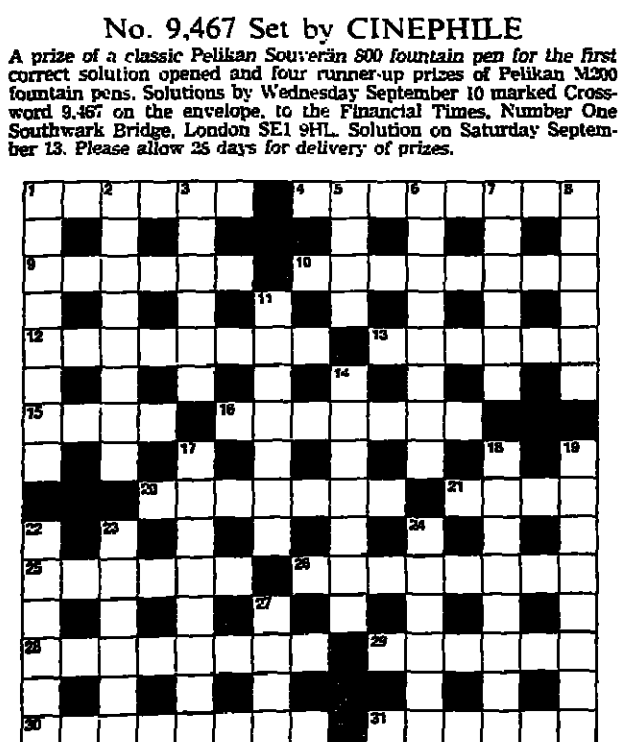 No. 9,467 Set by CINEPHILE
A prize of a classic Pelikan Souverän 800 fountain pen for the first
correct solution opened and four runner-up prizes of Pelikan M200
fountain pens. Solutions by Wednesday September 10 marked Cross-
word 9.467 on the envelope, to the Financial Times, Number One
Southwark Bridge, London SE1 9HL. Solution on Saturday Septem-
ber 13. Please allow 28 days for delivery of prizes.
1 2 3 4 5 6 7 8
9 10
11
12 13
14
15 16
17 18 19
20 21
22 23 24
25 26
27
28 29
30 31